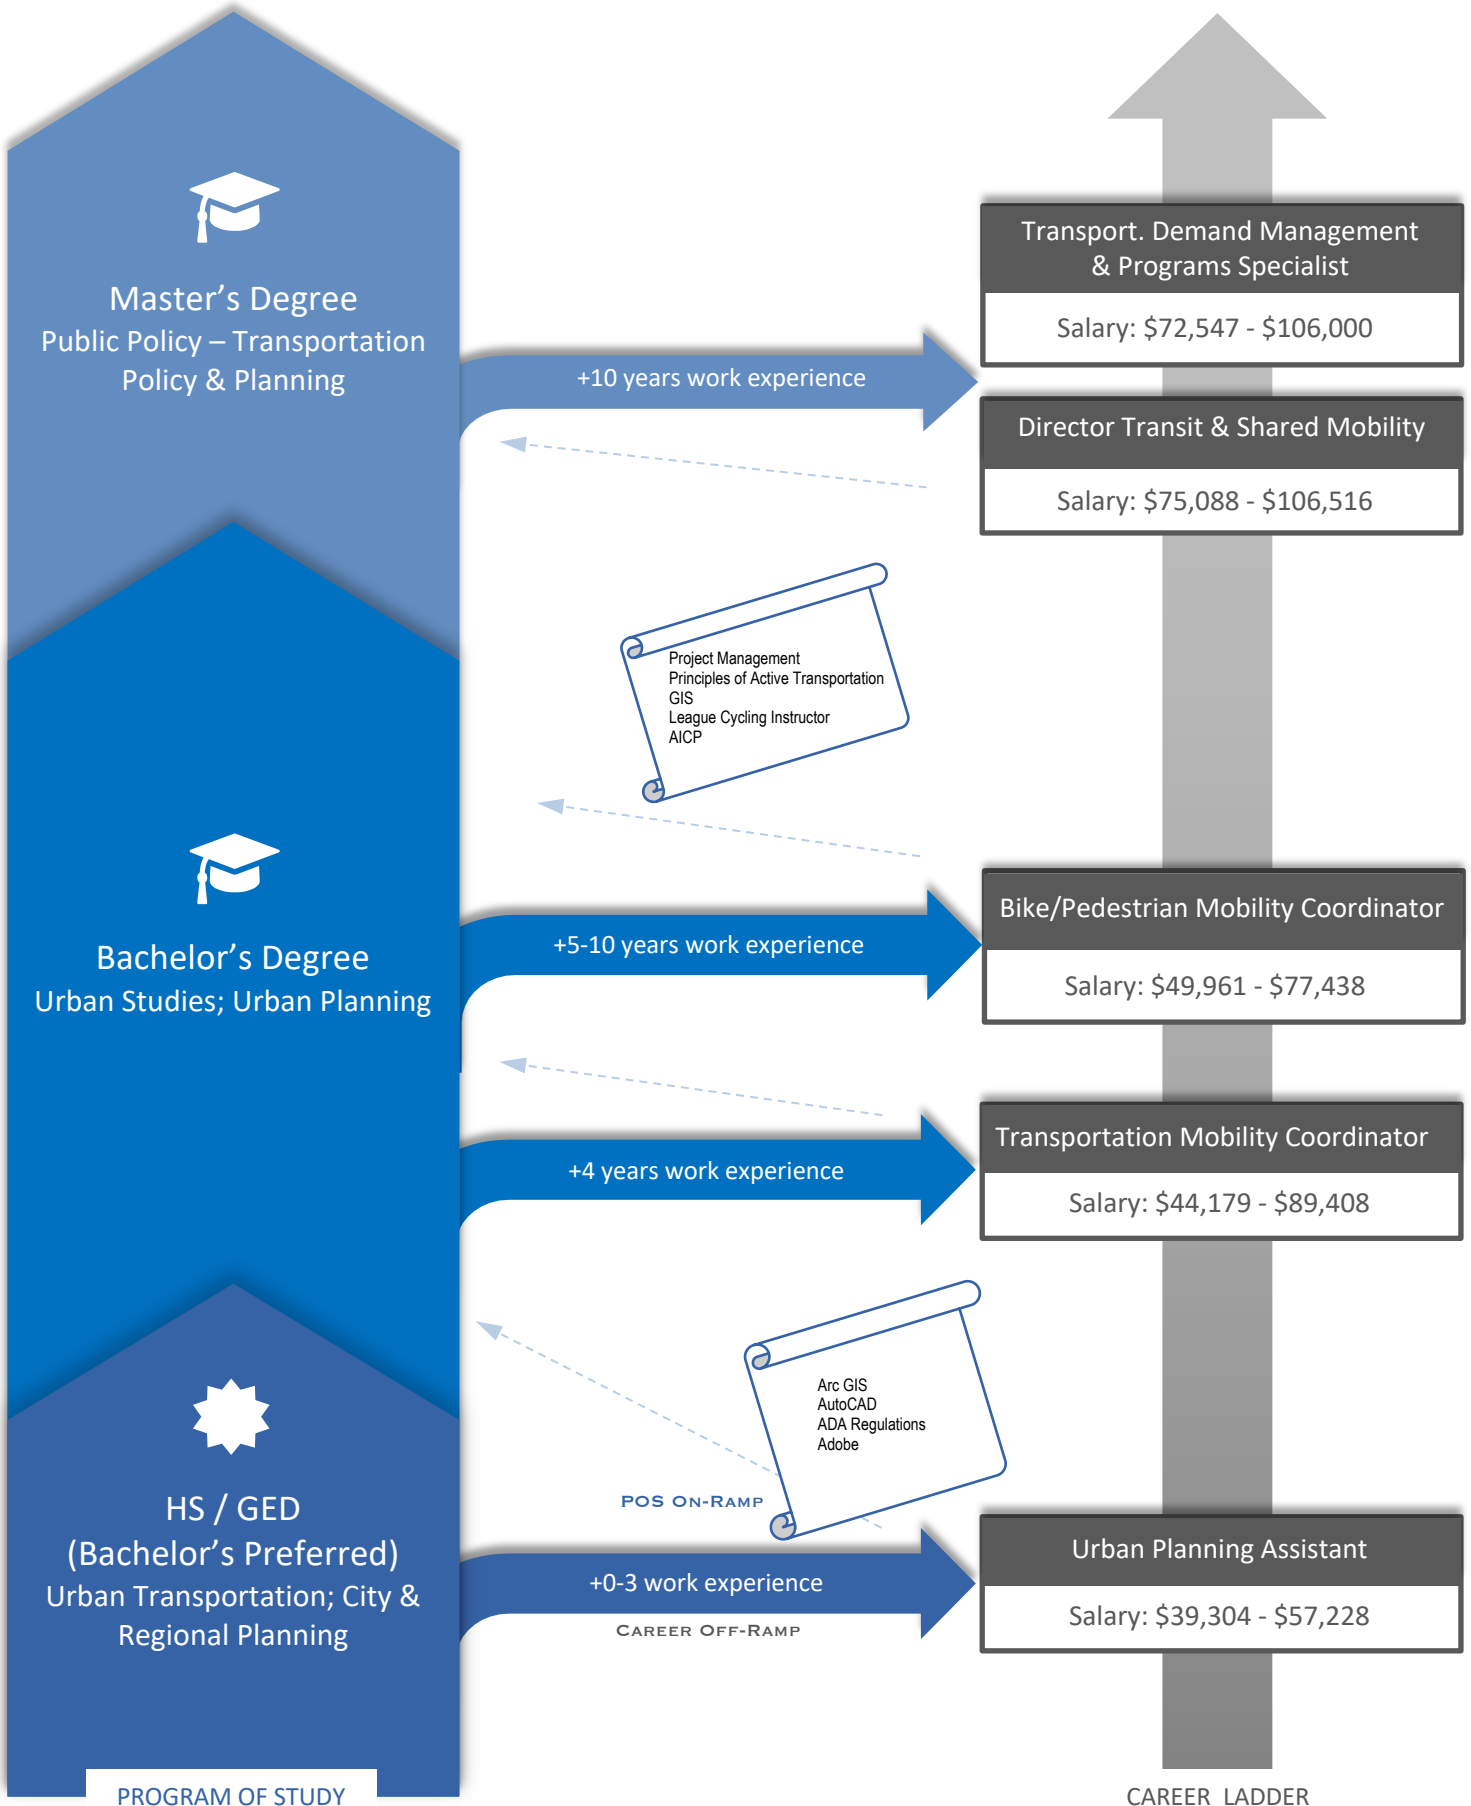 Master’s Degree
Public Policy – Transportation
Policy & Planning
+10 years work experience
Transport. Demand Management
& Programs Specialist
Salary: $72,547 - $106,000
Director Transit & Shared Mobility
Salary: $75,088 - $106,516
Project Management
Principles of Active Transportation
GIS
League Cycling Instructor
AICP
Bachelor’s Degree
Urban Studies; Urban Planning
+5-10 years work experience
Bike/Pedestrian Mobility Coordinator
Salary: $49,961 - $77,438
+4 years work experience
Transportation Mobility Coordinator
Salary: $44,179 - $89,408
Arc GIS
AutoCAD
ADA Regulations
Adobe
HS / GED
(Bachelor’s Preferred)
Urban Transportation; City &
Regional Planning
POS On-Ramp
+0-3 work experience
Career Off-Ramp
Urban Planning Assistant
Salary: $39,304 - $57,228
PROGRAM OF STUDY
CAREER LADDER